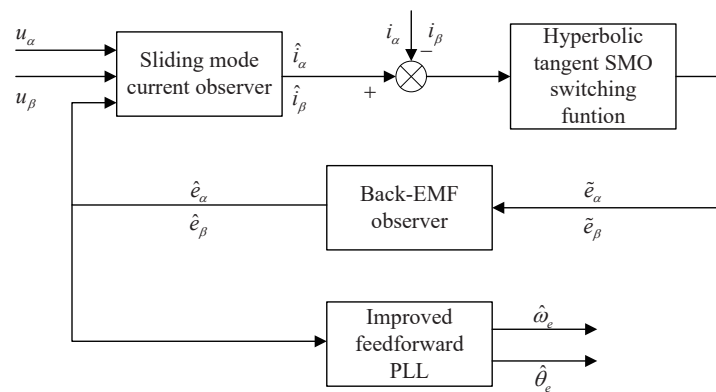 u_α
u_β
Sliding mode
current observer
î_α
î_β
i_α
i_β
−
+
Hyperbolic
tangent SMO
switching
funtion
ê_α
ê_β
Back-EMF
observer
ẽ_α
ẽ_β
Improved
feedforward
PLL
ω̂_e
θ̂_e